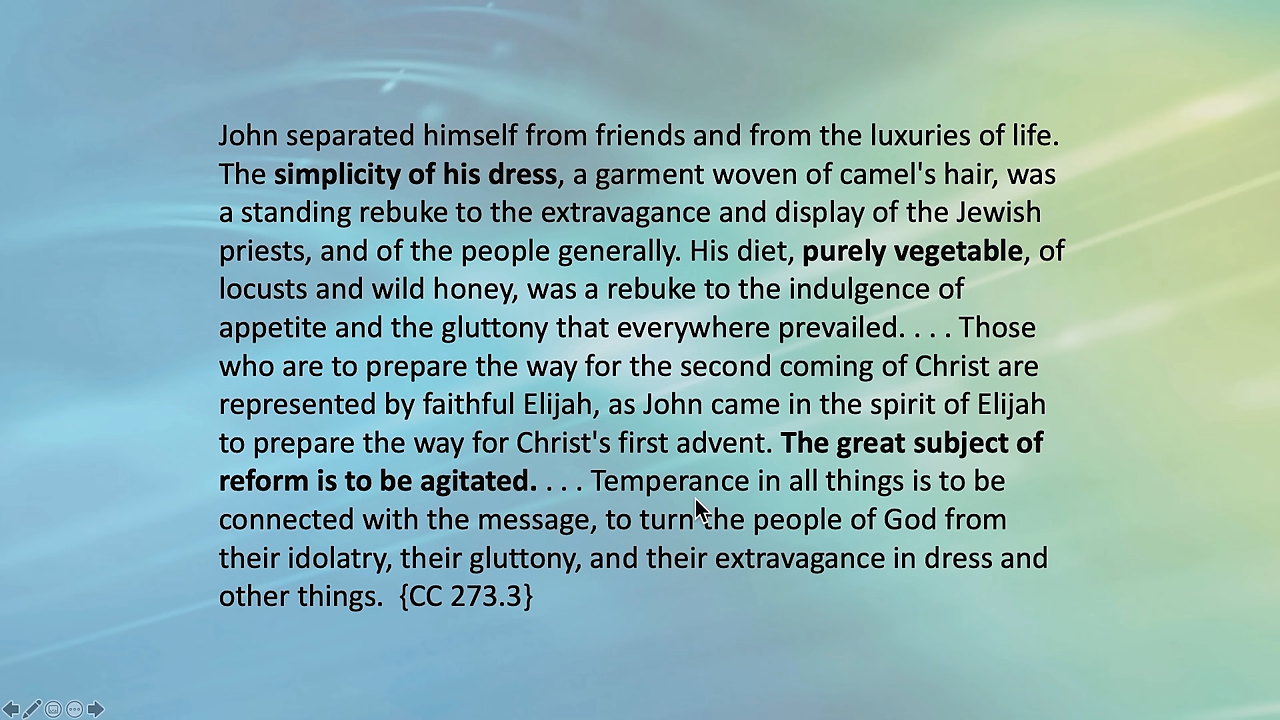 John separated himself from friends and from the luxuries of life.
The simplicity of his dress, a garment woven of camel's hair, was
a standing rebuke to the extravagance and display of the Jewish
priests, and of the people generally. His diet, purely vegetable, of
locusts and wild honey, was a rebuke to the indulgence of
appetite and the gluttony that everywhere prevailed. . . . Those
who are to prepare the way for the second coming of Christ are
represented by faithful Elijah, as John came in the spirit of Elijah
to prepare the way for Christ's first advent. The great subject of
reform is to be agitated. . . . Temperance in all things is to be
connected with the message, to turn the people of God from
their idolatry, their gluttony, and their extravagance in dress and
other things.  {CC 273.3}